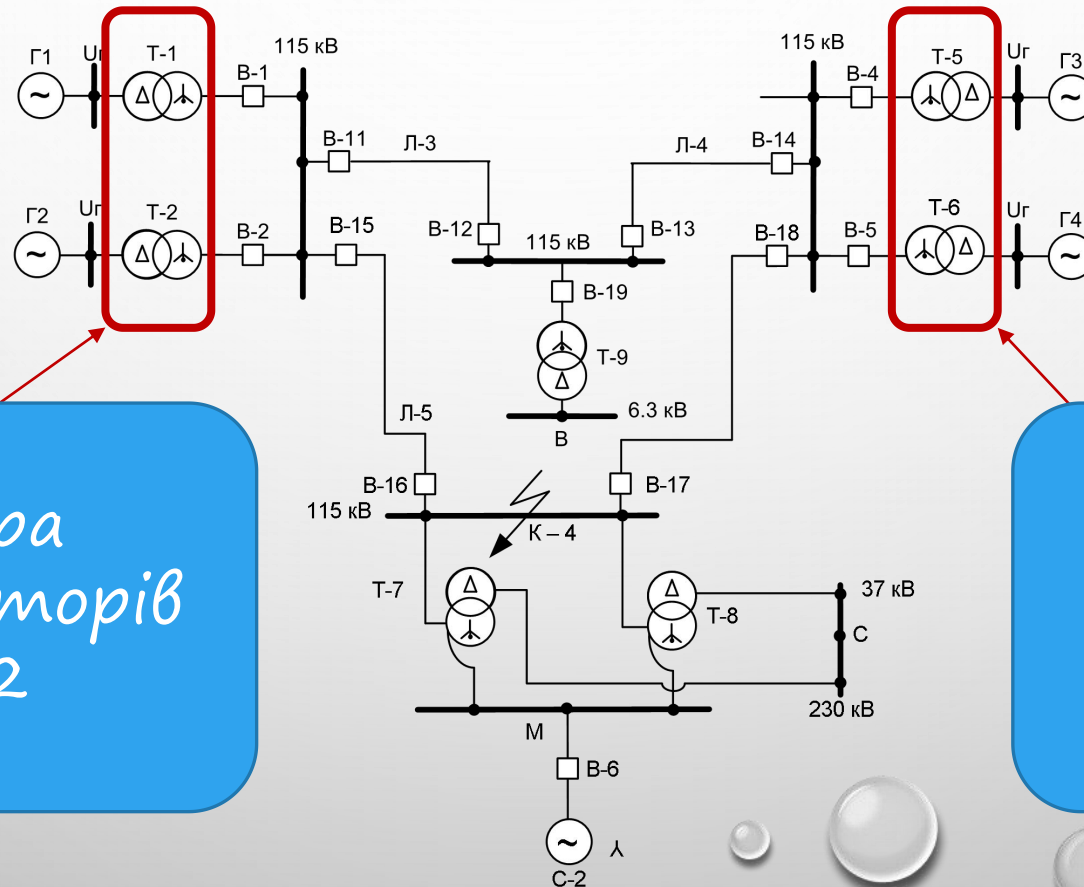 Г1
Uг
Т-1
В-1
115 кВ
115 кВ
В-4
Т-5
Uг
Г3
~
Δ
Δ
~
В-11
Л-3
Л-4
В-14
Г2
Uг
Т-2
В-2
В-15
В-12
115 кВ
В-13
В-18
В-5
Т-6
Uг
Г4
~
Δ
Δ
~
В-19
Т-9
Δ
6.3 кВ
В
Л-5
В-16
В-17
115 кВ
К – 4
Т-7
Δ
Δ
Т-8
37 кВ
С
230 кВ
М
В-6
~
С-2
2